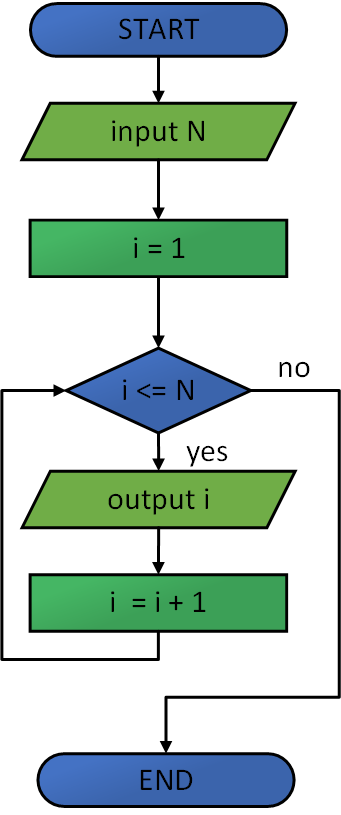 START
input N
i = 1
i <= N
no
yes
output i
i = i + 1
END